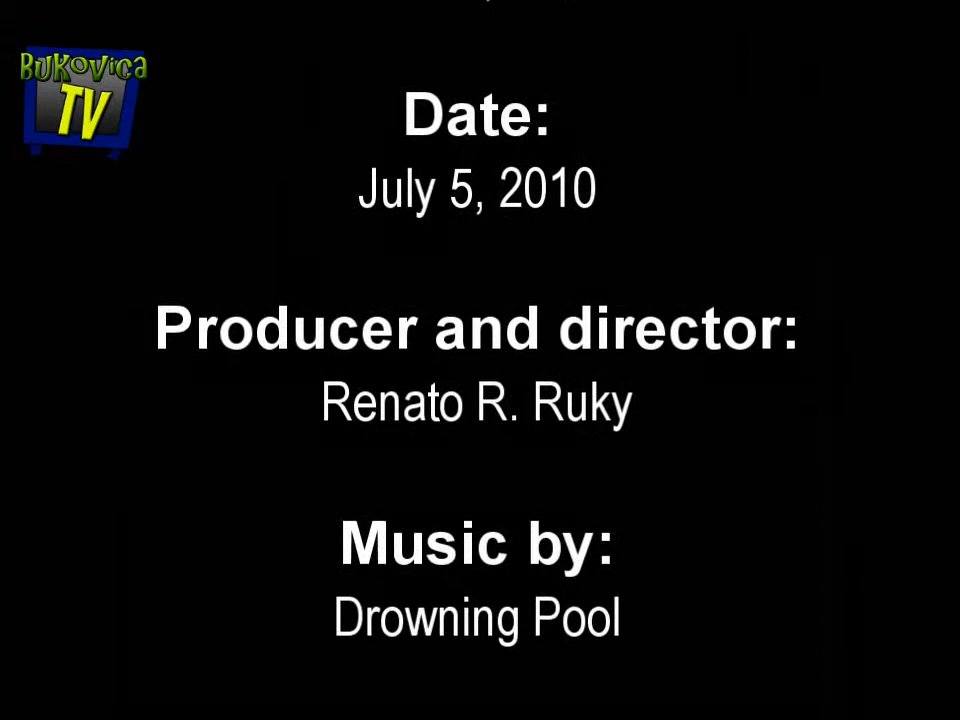 BUKOVICA
TV
Date:
July 5, 2010
Producer and director:
Renato R. Ruky
Music by:
Drowning Pool